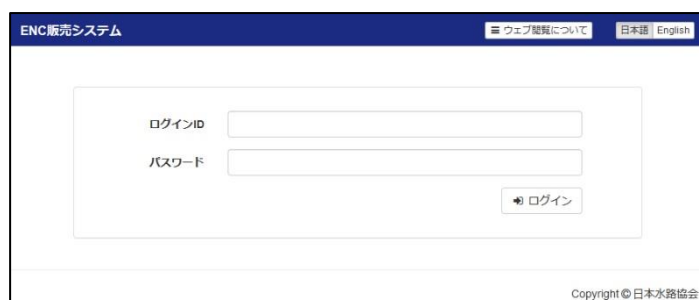 ENC販売システム ウェブ閲覧について 日本語 English
ログインID
パスワード
ログイン
Copyright©日本水路協会